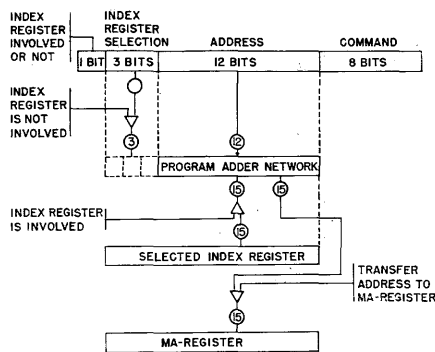 INDEX
REGISTER
INVOLVED
OR NOT
INDEX
REGISTER
SELECTION
ADDRESS
COMMAND
1 BIT
3 BITS
12 BITS
8 BITS
INDEX
REGISTER
IS NOT
INVOLVED
3
12
PROGRAM ADDER NETWORK
15
15
INDEX REGISTER
IS INVOLVED
15
SELECTED INDEX REGISTER
TRANSFER
ADDRESS TO
MA-REGISTER
15
MA-REGISTER